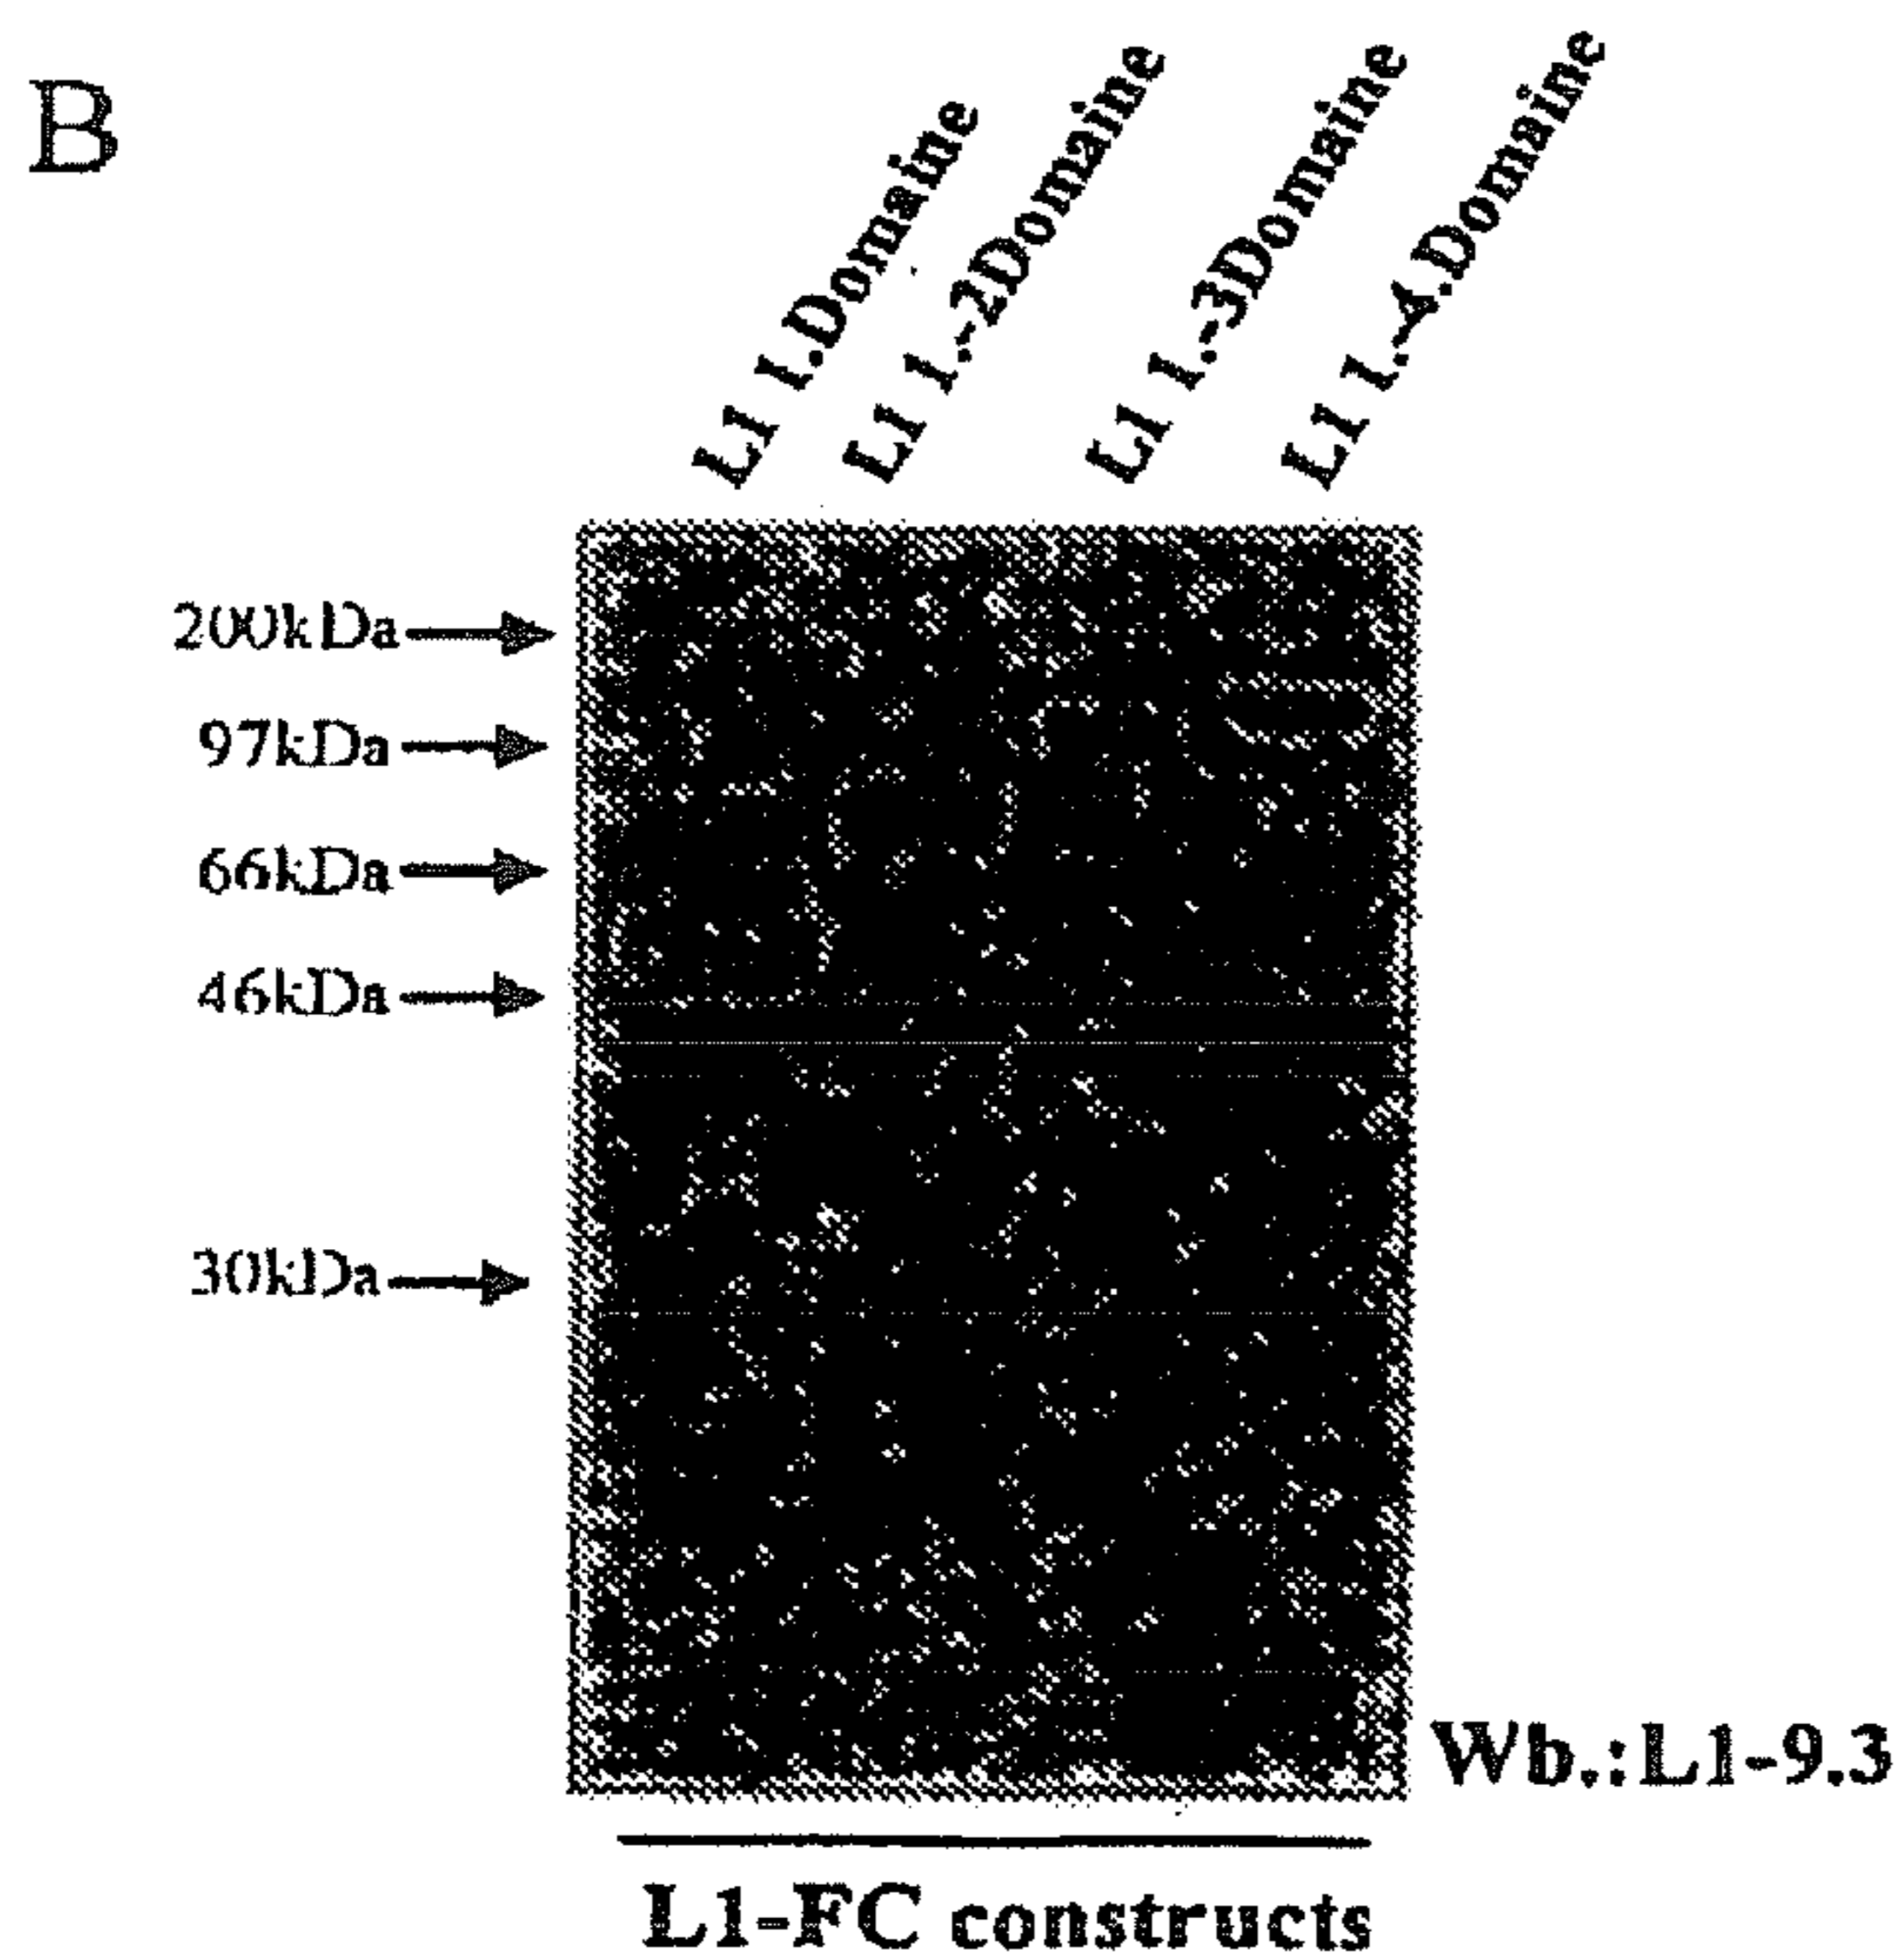 B
L1 1.Domaine
L1 1.-2Domaine
L1 1.-3Domaine
L1 1.-4.Domaine
200kDa
97kDa
66kDa
46kDa
30kDa
Wb.:L1-9.3
L1-FC constructs